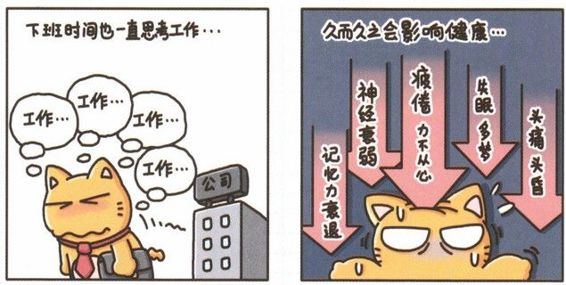 下班时间也一直思考工作…
工作…
工作…
工作…
工作…
公司
久而久之会影响健康…
记忆力衰退
神经衰弱
疲倦
力不从心
失眠
多梦
头痛头昏